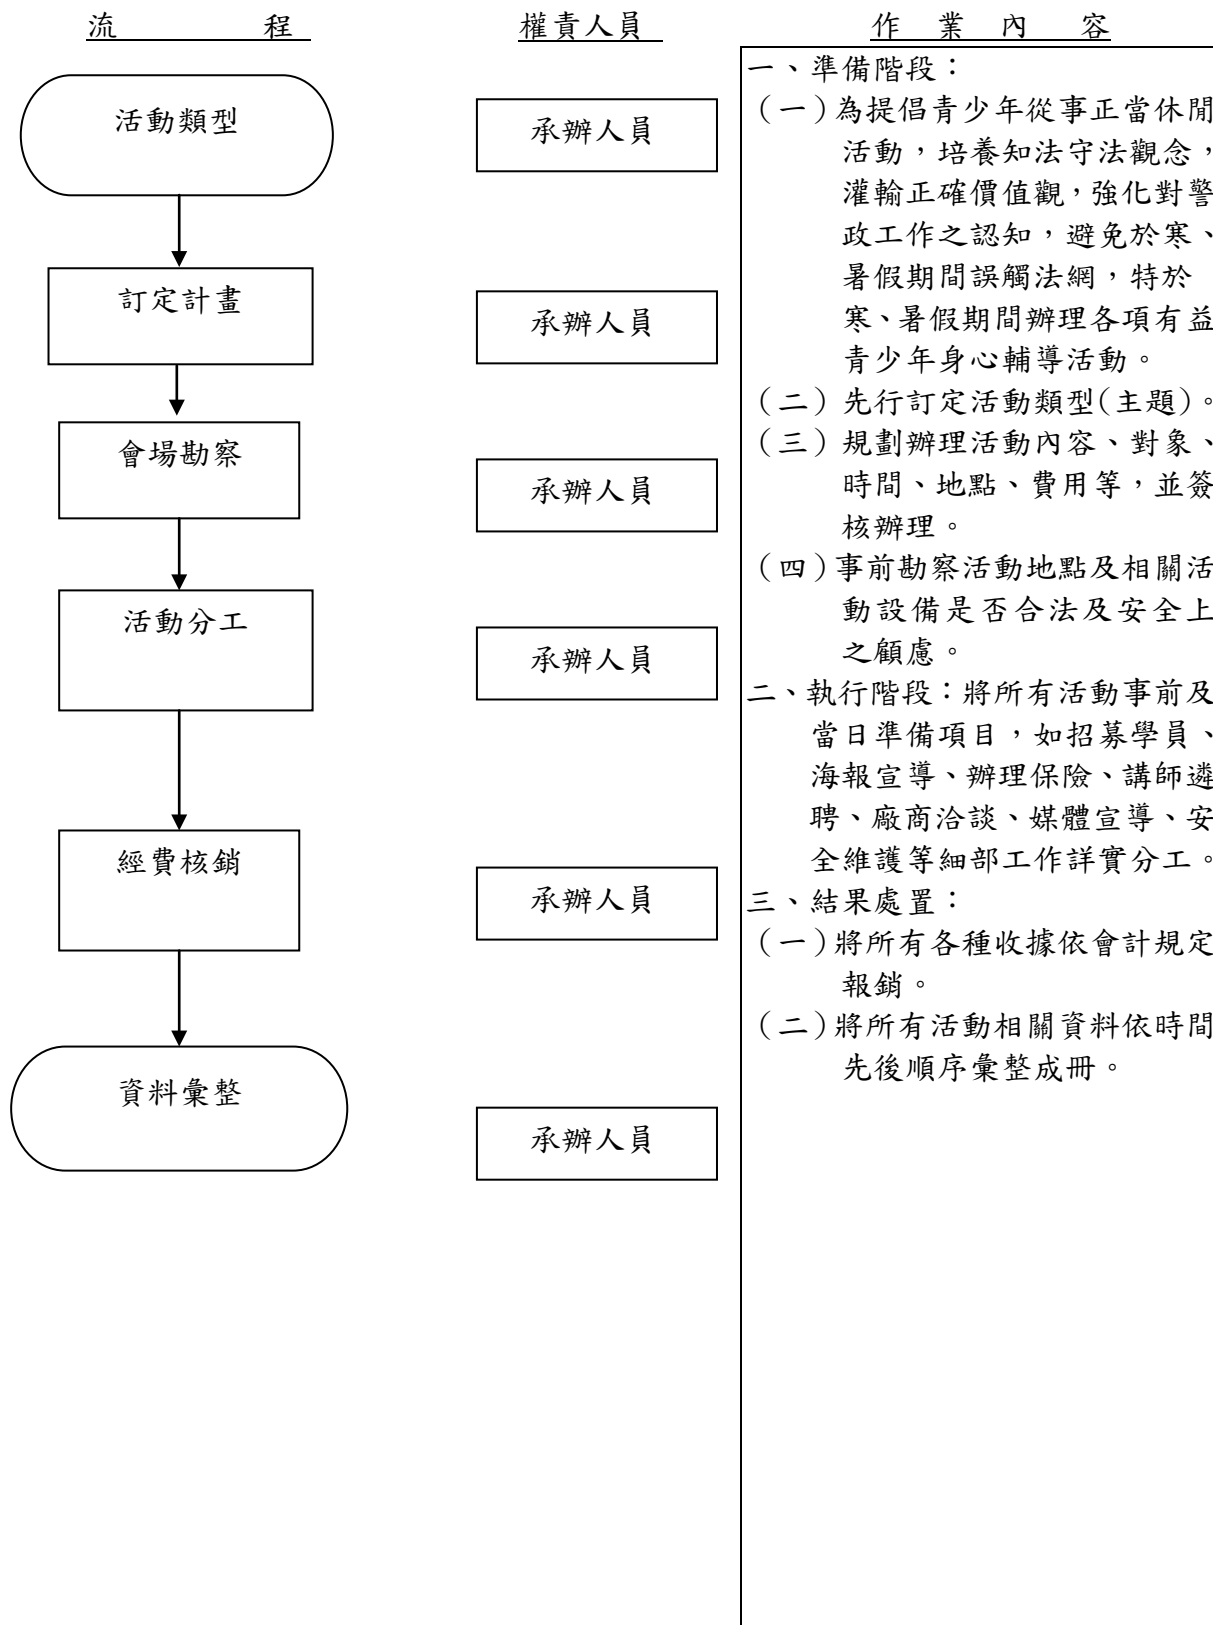 流 程 權責人員 作 業 內 容
活動類型
承辦人員
訂定計畫
承辦人員
會場勘察
承辦人員
活動分工
承辦人員
經費核銷
承辦人員
資料彙整
承辦人員
一、準備階段：
（一）為提倡青少年從事正當休閒
活動，培養知法守法觀念，
灌輸正確價值觀，強化對警
政工作之認知，避免於寒、
暑假期間誤觸法網，特於
寒、暑假期間辦理各項有益
青少年身心輔導活動。
（二）先行訂定活動類型(主題)。
（三）規劃辦理活動內容、對象、
時間、地點、費用等，並簽
核辦理。
（四）事前勘察活動地點及相關活
動設備是否合法及安全上
之顧慮。
二、執行階段：將所有活動事前及
當日準備項目，如招募學員、
海報宣導、辦理保險、講師遴
聘、廠商洽談、媒體宣導、安
全維護等細部工作詳實分工。
三、結果處置：
（一）將所有各種收據依會計規定
報銷。
（二）將所有活動相關資料依時間
先後順序彙整成冊。